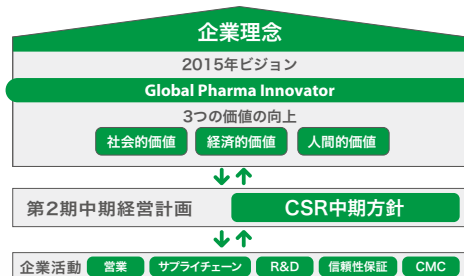 企業理念
2015年ビジョン
Global Pharma Innovator
3つの価値の向上
社会的価値 経済的価値 人間的価値
第2期中期経営計画 CSR中期方針
企業活動 営業 サプライチェーン R&D 信頼性保証 CMC